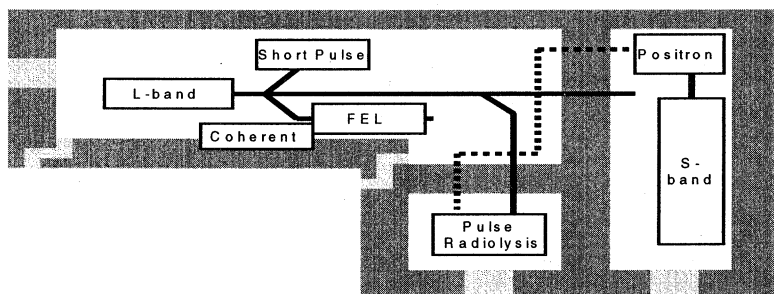 Short Pulse
Positron
L-band
FEL
Coherent
S-
band
Pulse
Radiolysis